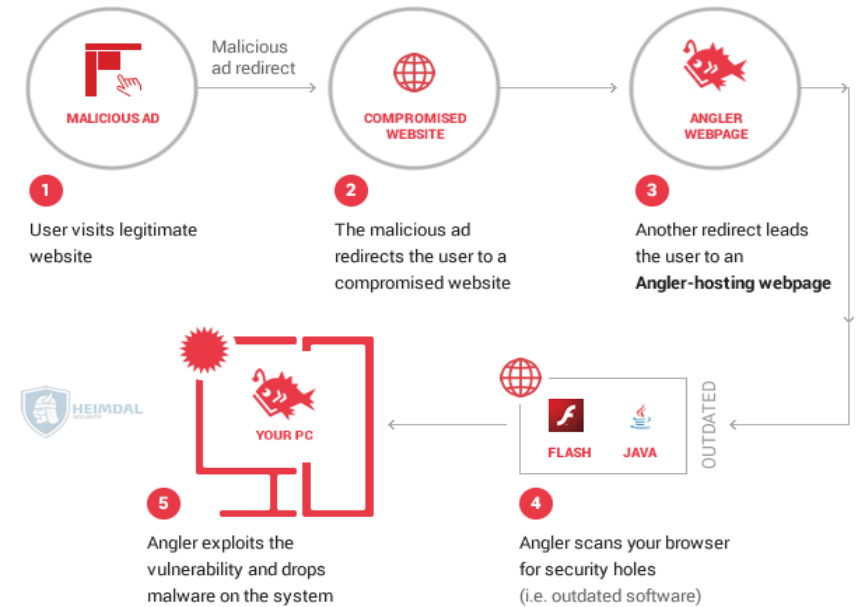 Malicious
ad redirect
MALICIOUS AD
COMPROMISED
WEBSITE
ANGLER
WEBPAGE
1
User visits legitimate
website
2
The malicious ad
redirects the user to a
compromised website
3
Another redirect leads
the user to an
Angler-hosting webpage
HEIMDAL
SECURITY
YOUR PC
FLASH
JAVA
OUTDATED
5
Angler exploits the
vulnerability and drops
malware on the system
4
Angler scans your browser
for security holes
(i.e. outdated software)